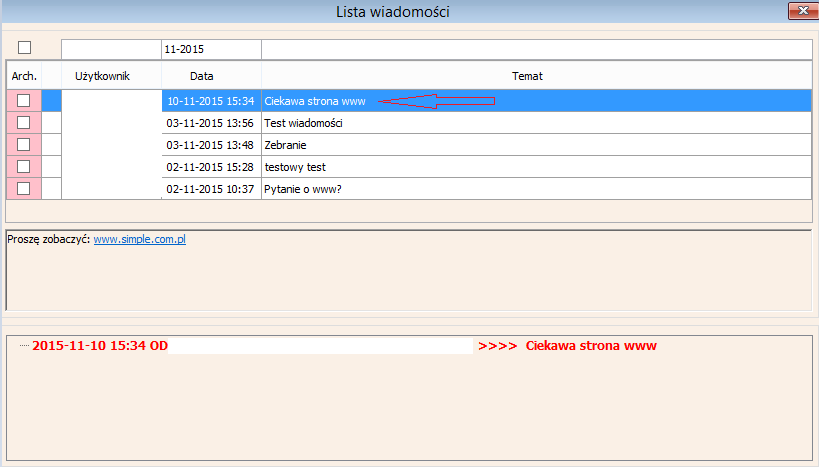 Lista wiadomości
11-2015
Arch. Użytkownik Data Temat
10-11-2015 15:34 Ciekawa strona www
03-11-2015 13:56 Test wiadomości
03-11-2015 13:48 Zebranie
02-11-2015 15:28 testowy test
02-11-2015 10:37 Pytanie o www?
Proszę zobaczyć: www.simple.com.pl
2015-11-10 15:34 OD >>>> Ciekawa strona www